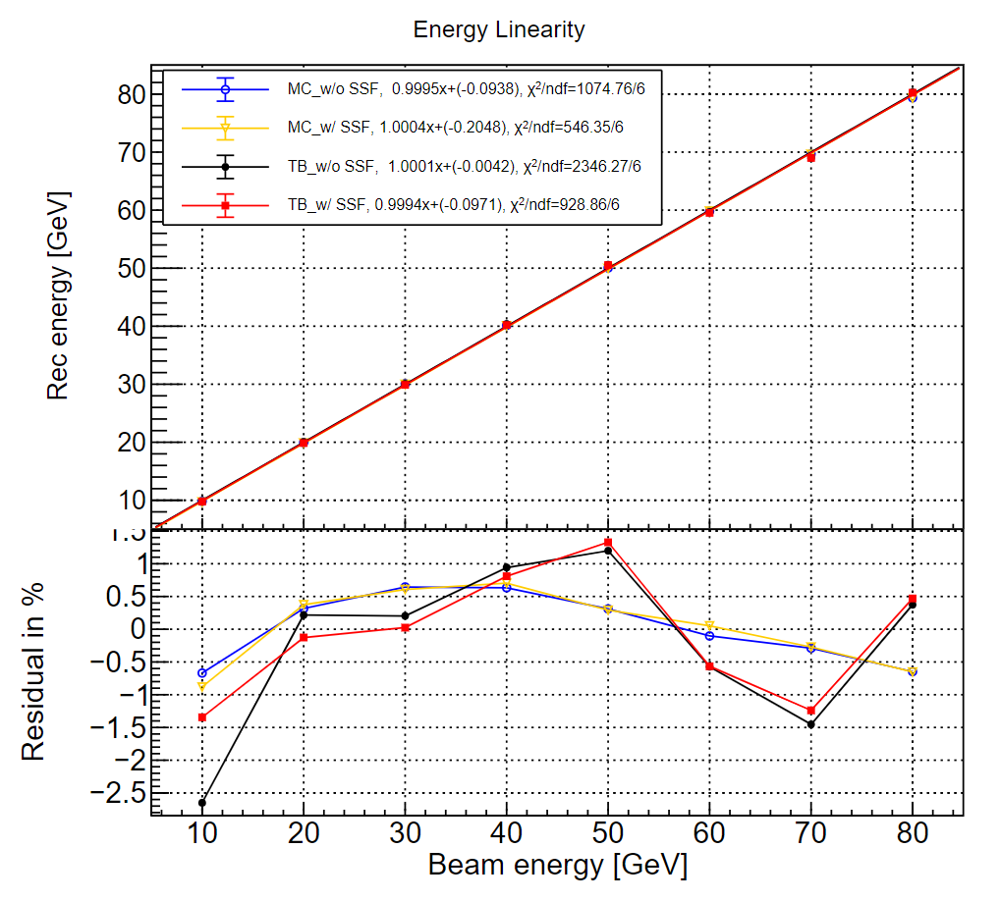 Energy Linearity
MC_w/o SSF, 0.9995x+(-0.0938), χ²/ndf=1074.76/6
MC_w/ SSF, 1.0004x+(-0.2048), χ²/ndf=546.35/6
TB_w/o SSF, 1.0001x+(-0.0042), χ²/ndf=2346.27/6
TB_w/ SSF, 0.9994x+(-0.0971), χ²/ndf=928.86/6
Rec energy [GeV]
80
70
60
50
40
30
20
10
Residual in %
1.5
1
0.5
0
−0.5
−1
−1.5
−2
−2.5
10 20 30 40 50 60 70 80
Beam energy [GeV]